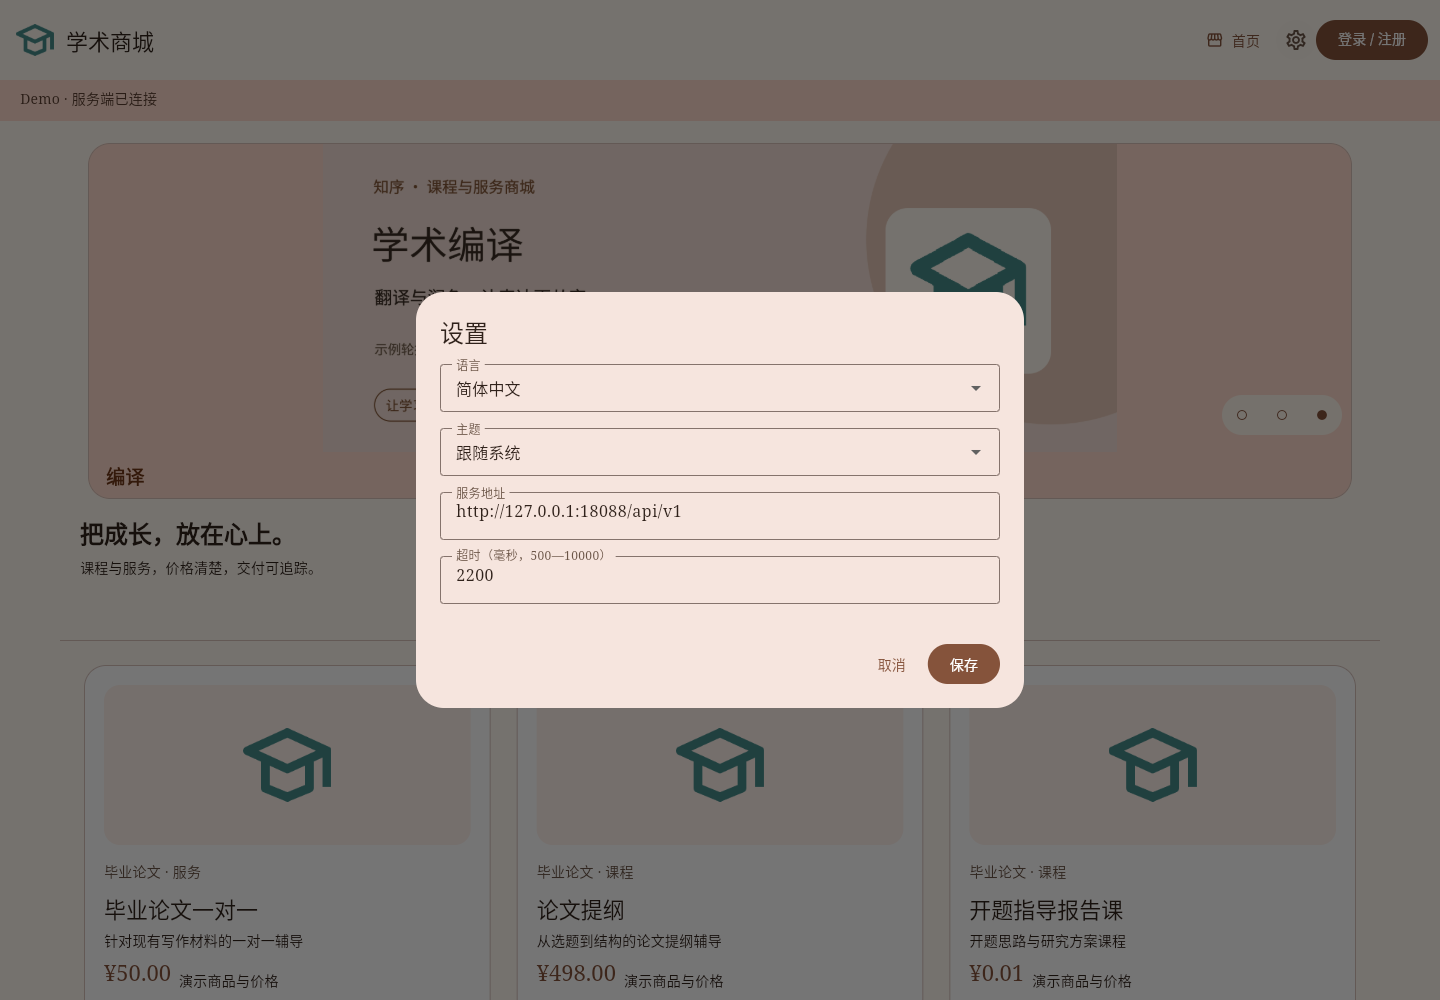 学术商城
首页
登录 / 注册
Demo · 服务端已连接
知序 · 课程与服务商城
学术编译
翻译与
示例轮
让学
编译
设置
语言
简体中文
主题
跟随系统
服务地址
http://127.0.0.1:18088/api/v1
超时（毫秒，500—10000）
2200
取消
保存
把成长，放在心上。
课程与服务，价格清楚，交付可追踪。
毕业论文 · 服务
毕业论文一对一
针对现有写作材料的一对一辅导
¥50.00 演示商品与价格
毕业论文 · 课程
论文提纲
从选题到结构的论文提纲辅导
¥498.00 演示商品与价格
毕业论文 · 课程
开题指导报告课
开题思路与研究方案课程
¥0.01 演示商品与价格